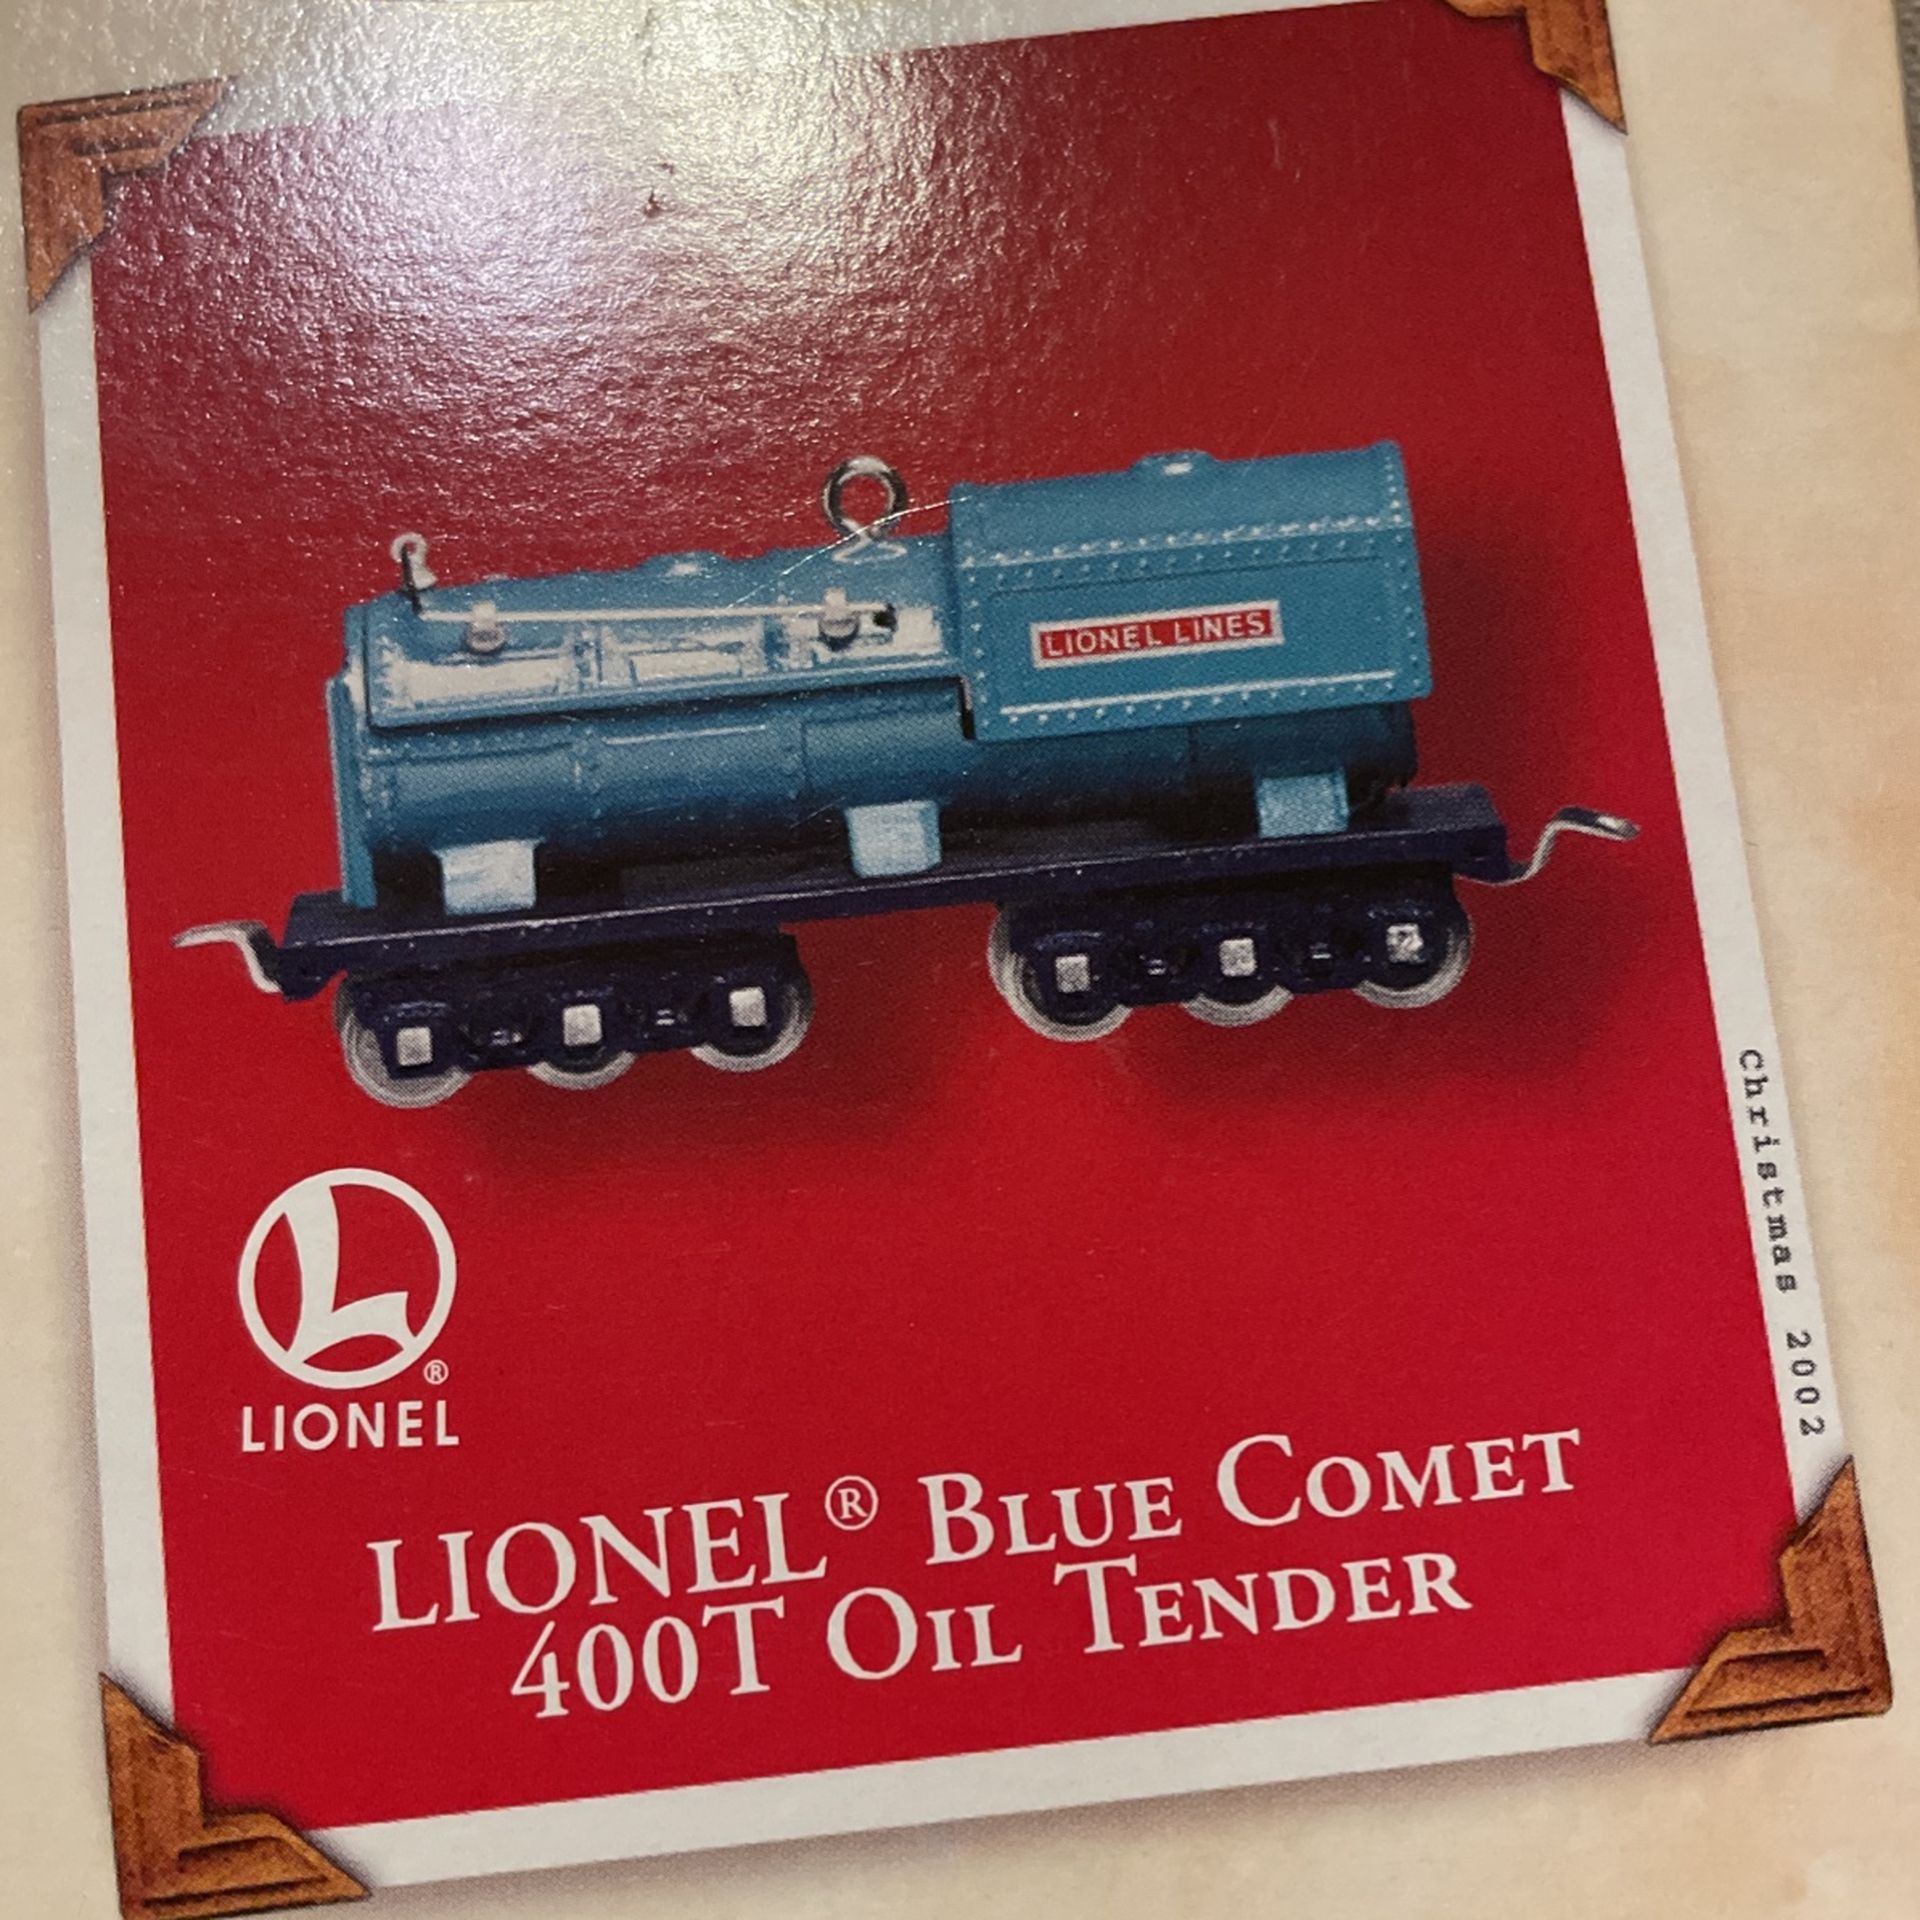 LIONEL LINES
Christmas 2002
L
®
LIONEL
LIONEL® BLUE COMET
400T OIL TENDER